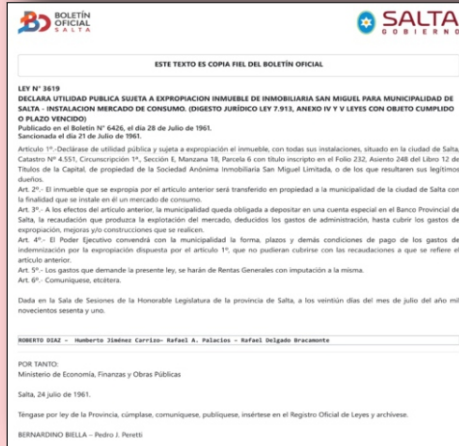 BOLETÍN
OFICIAL
SALTA
SALTA
GOBIERNO
ESTE TEXTO ES COPIA FIEL DEL BOLETÍN OFICIAL
LEY N° 3619
DECLARA UTILIDAD PUBLICA SUJETA A EXPROPIACION INMUEBLE DE INMOBILIARIA SAN MIGUEL PARA MUNICIPALIDAD DE
SALTA - INSTALACION MERCADO DE CONSUMO. (DIGESTO JURÍDICO LEY 7.913, ANEXO IV Y V LEYES CON OBJETO CUMPLIDO
O PLAZO VENCIDO)
Publicado en el Boletín N° 6426, el día 28 de Julio de 1961.
Sancionada el día 21 de Julio de 1961.
Artículo 1º.-Declárase de utilidad pública y sujeta a expropiación el inmueble, con todas sus instalaciones, situado en la ciudad de Salta,
Catastro N° 4.551, Circunscripción 1ª, Sección E, Manzana 18, Parcela 6 con título inscripto en el Folio 232, Asiento 248 del Libro 12 de
Títulos de la Capital, de propiedad de la Sociedad Anónima Inmobiliaria San Miguel Limitada, o de los que resultaren sus legítimos
dueños.
Art. 2º.- El inmueble que se expropia por el artículo anterior será transferido en propiedad a la municipalidad de la ciudad de Salta con
la finalidad que se instale en él un mercado de consumo.
Art. 3º.- A los efectos del artículo anterior, la municipalidad queda obligada a depositar en una cuenta especial en el Banco Provincial de
Salta, la recaudación que produzca la explotación del mercado, deducidos los gastos de administración, hasta cubrir los gastos de
expropiación, mejoras y/o construcciones que se realicen.
Art. 4º.- El Poder Ejecutivo convendrá con la municipalidad la forma, plazos y demás condiciones de pago de los gastos de
indemnización por la expropiación dispuesta por el artículo 1º, que no pudieran cubrirse con las recaudaciones a que se refiere el
artículo anterior.
Art. 5º.- Los gastos que demande la presente ley, se harán de Rentas Generales con imputación a la misma.
Art. 6º.- Comuníquese, etcétera.
Dada en la Sala de Sesiones de la Honorable Legislatura de la provincia de Salta, a los veintiún días del mes de julio del año mil
novecientos sesenta y uno.
ROBERTO DIAZ - Humberto Jiménez Carrizo- Rafael A. Palacios - Rafael Delgado Bracamonte
POR TANTO:
Ministerio de Economía, Finanzas y Obras Públicas
Salta, 24 julio de 1961.
Téngase por ley de la Provincia, cúmplase, comuníquese, publíquese, insértese en el Registro Oficial de Leyes y archívese.
BERNARDINO BIELLA – Pedro J. Peretti